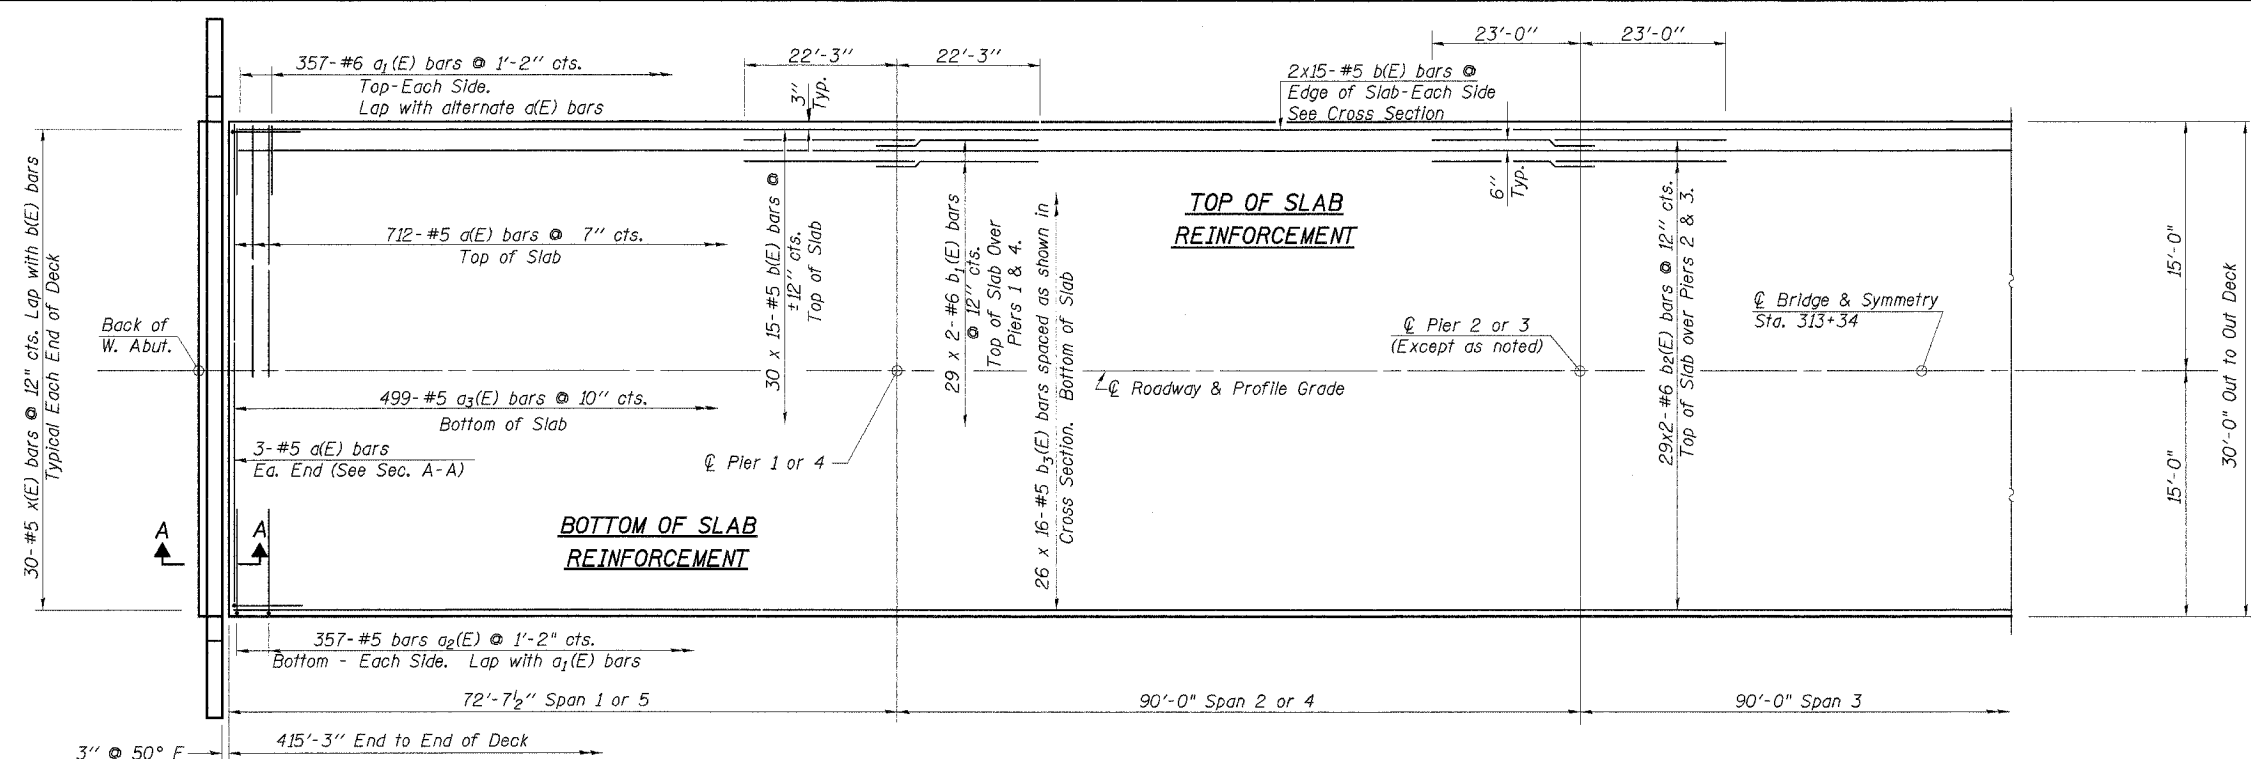 357-#6 a₁(E) bars @ 1'-2" cts.
Top-Each Side.
Lap with alternate a(E) bars
22'-3"
22'-3"
23'-0"
23'-0"
3"
Typ.
2x15-#5 b(E) bars @
Edge of Slab-Each Side
See Cross Section
30-#5 x(E) bars @ 12" cts. Lap with b(E) bars
Typical Each End of Deck
712-#5 a(E) bars @ 7" cts.
Top of Slab
30 x 15-#5 b(E) bars @
±12" cts.
Top of Slab
29 x 2-#6 b₁(E) bars
@ 12" cts.
Top of Slab Over
Piers 1 & 4.
26 x 16-#5 b₃(E) bars spaced as shown in
Cross Section. Bottom of Slab
TOP OF SLAB
REINFORCEMENT
6"
Typ.
29x2-#6 b₂(E) bars @ 12" cts.
Top of Slab over Piers 2 & 3.
℄ Bridge & Symmetry
Sta. 313+34
15'-0"
15'-0"
30'-0" Out to Out Deck
Back of
W. Abut.
℄ Pier 2 or 3
(Except as noted)
℄ Roadway & Profile Grade
499-#5 a₃(E) bars @ 10" cts.
Bottom of Slab
3-#5 a(E) bars
Ea. End (See Sec. A-A)
℄ Pier 1 or 4
A
A
BOTTOM OF SLAB
REINFORCEMENT
357-#5 bars a₂(E) @ 1'-2" cts.
Bottom - Each Side. Lap with a₁(E) bars
72'-7½" Span 1 or 5
90'-0" Span 2 or 4
90'-0" Span 3
415'-3" End to End of Deck
3" @ 50° F